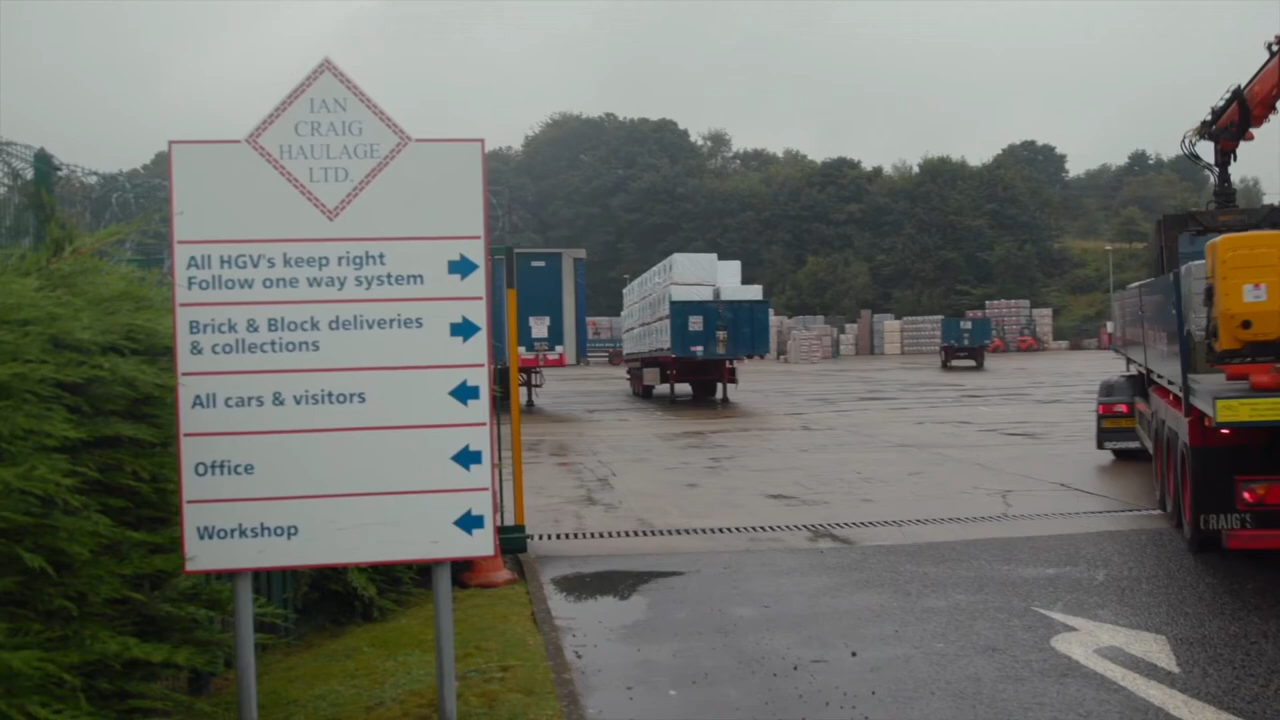 IAN
CRAIG
HAULAGE
LTD.
All HGV's keep right
Follow one way system
Brick & Block deliveries
& collections
All cars & visitors
Office
Workshop
SCANIA
CRAIG'S